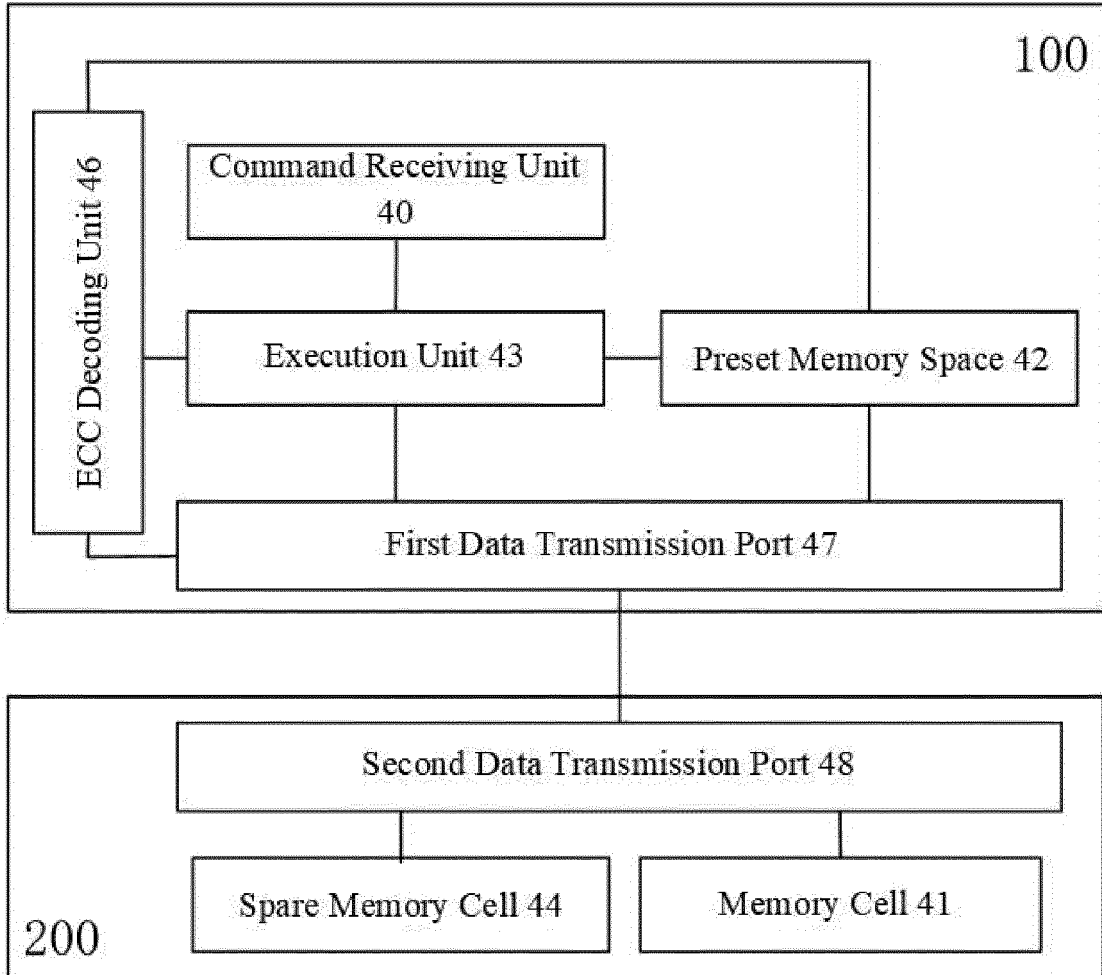 100
ECC Decoding Unit 46
Command Receiving Unit
40
Execution Unit 43
Preset Memory Space 42
First Data Transmission Port 47
Second Data Transmission Port 48
Spare Memory Cell 44
Memory Cell 41
200